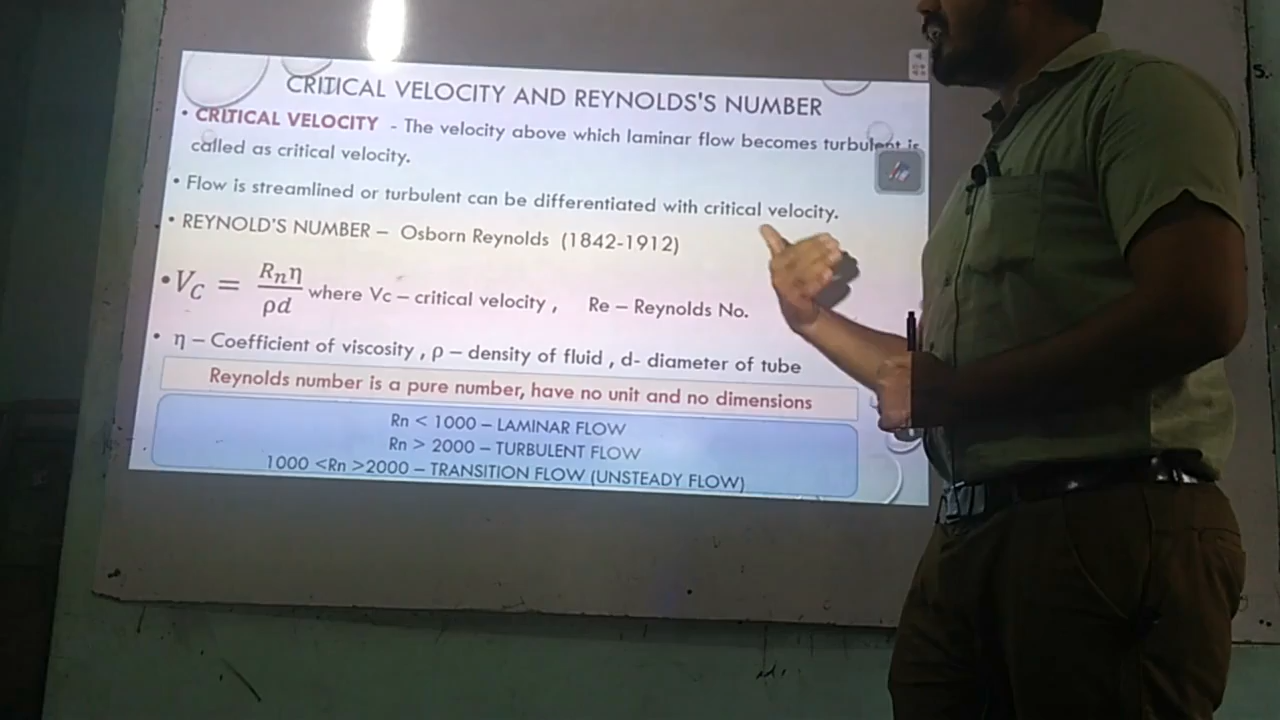 CRITICAL VELOCITY AND REYNOLDS'S NUMBER
• CRITICAL VELOCITY - The velocity above which laminar flow becomes turbulent is
called as critical velocity.
• Flow is streamlined or turbulent can be differentiated with critical velocity.
• REYNOLD'S NUMBER – Osborn Reynolds (1842-1912)
• V_C = R_nη / ρd where Vc – critical velocity , Re – Reynolds No.
• η – Coefficient of viscosity , ρ – density of fluid , d- diameter of tube
Reynolds number is a pure number, have no unit and no dimensions
Rn < 1000 – LAMINAR FLOW
Rn > 2000 – TURBULENT FLOW
1000 <Rn >2000 – TRANSITION FLOW (UNSTEADY FLOW)